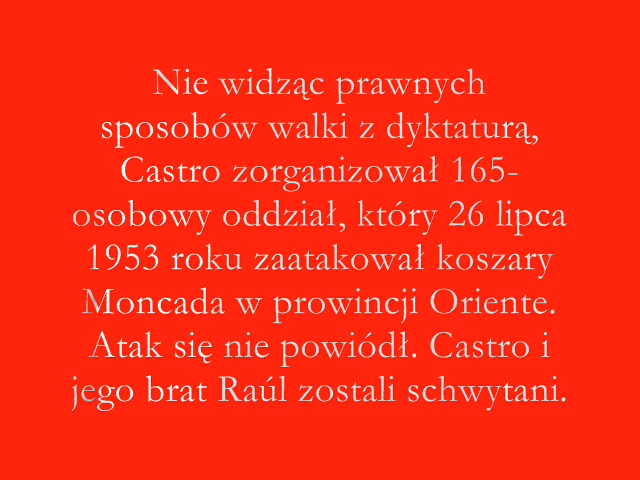 Nie widząc prawnych
sposobów walki z dyktaturą,
Castro zorganizował 165-
osobowy oddział, który 26 lipca
1953 roku zaatakował koszary
Moncada w prowincji Oriente.
Atak się nie powiódł. Castro i
jego brat Raúl zostali schwytani.